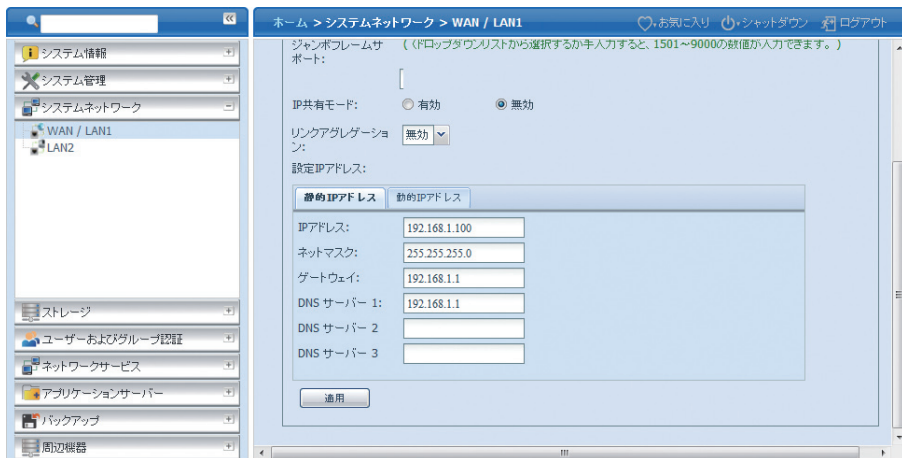 ホーム > システムネットワーク > WAN / LAN1
お気に入り
シャットダウン
ログアウト
システム情報
システム管理
システムネットワーク
WAN / LAN1
LAN2
ストレージ
ユーザーおよびグループ認証
ネットワークサービス
アプリケーションサーバー
バックアップ
周辺機器
ジャンボフレームサポート:
( (ドロップダウンリストから選択するか手入力すると、1501〜9000の数値が入力できます。)
IP共有モード: 有効 無効
リンクアグレゲーション: 無効
設定IPアドレス:
静的IPアドレス 動的IPアドレス
IPアドレス: 192.168.1.100
ネットマスク: 255.255.255.0
ゲートウェイ: 192.168.1.1
DNS サーバー 1: 192.168.1.1
DNS サーバー 2
DNS サーバー 3
適用